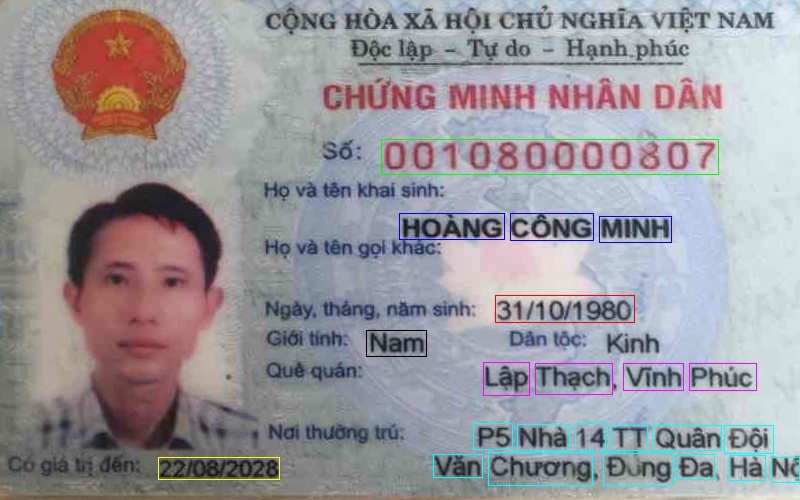 CỘNG HÒA XÃ HỘI CHỦ NGHĨA VIỆT NAM
Độc lập - Tự do - Hạnh phúc
CHỨNG MINH NHÂN DÂN
Số: 001080000807
Họ và tên khai sinh:
HOÀNG CÔNG MINH
Họ và tên gọi khác:
Ngày, tháng, năm sinh: 31/10/1980
Giới tính: Nam Dân tộc: Kinh
Quê quán: Lập Thạch, Vĩnh Phúc
Nơi thường trú: P5 Nhà 14 TT Quân Đội
Văn Chương, Đống Đa, Hà Nộ
Có giá trị đến: 22/08/2028